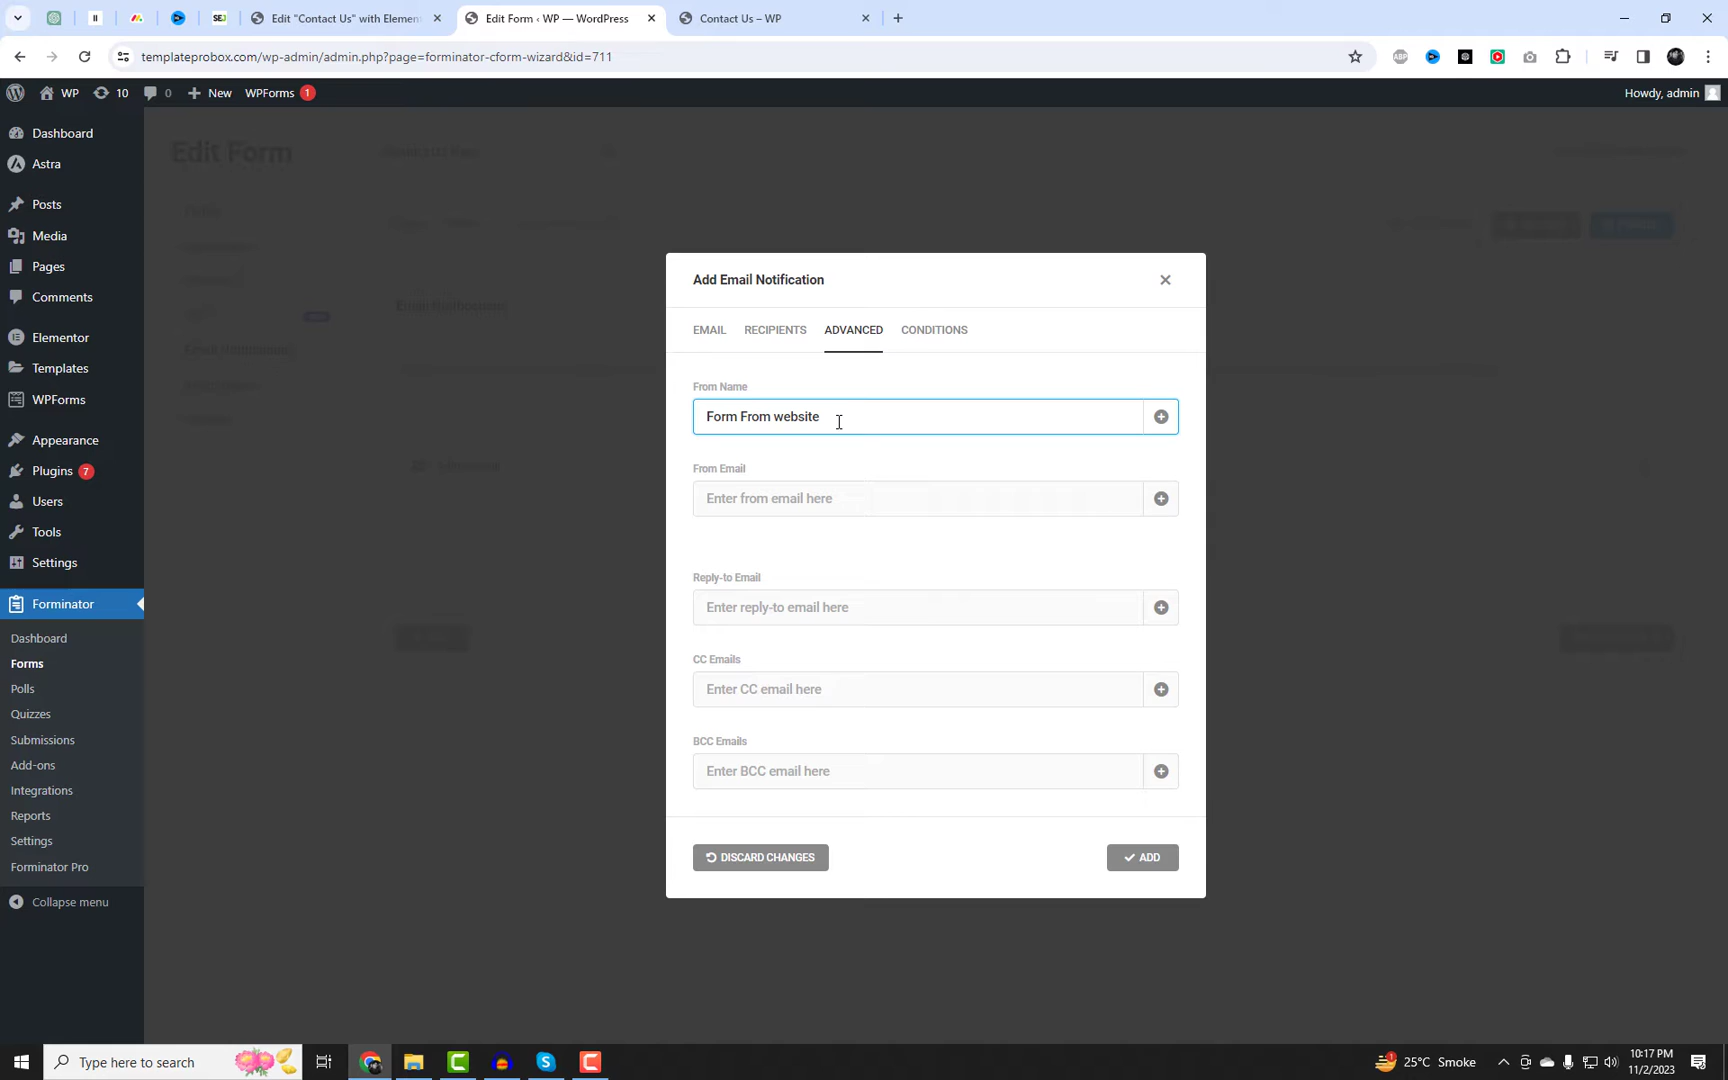 SEJ
Edit "Contact Us" with Elemen
Edit Form ‹ WP — WordPress
Contact Us – WP
templateprobox.com/wp-admin/admin.php?page=forminator-cform-wizard&id=711
ABP
WP
10
0
New
WPForms
1
Howdy, admin
Dashboard
Astra
Posts
Media
Pages
Comments
Elementor
Templates
WPForms
Appearance
Plugins 7
Users
Tools
Settings
Forminator
Dashboard
Forms
Polls
Quizzes
Submissions
Add-ons
Integrations
Reports
Settings
Forminator Pro
Collapse menu
Edit Form
Add Email Notification
EMAIL
RECIPIENTS
ADVANCED
CONDITIONS
From Name
Form From website
From Email
Enter from email here
Reply-to Email
Enter reply-to email here
CC Emails
Enter CC email here
BCC Emails
Enter BCC email here
DISCARD CHANGES
ADD
Type here to search
25°C Smoke
10:17 PM
11/2/2023